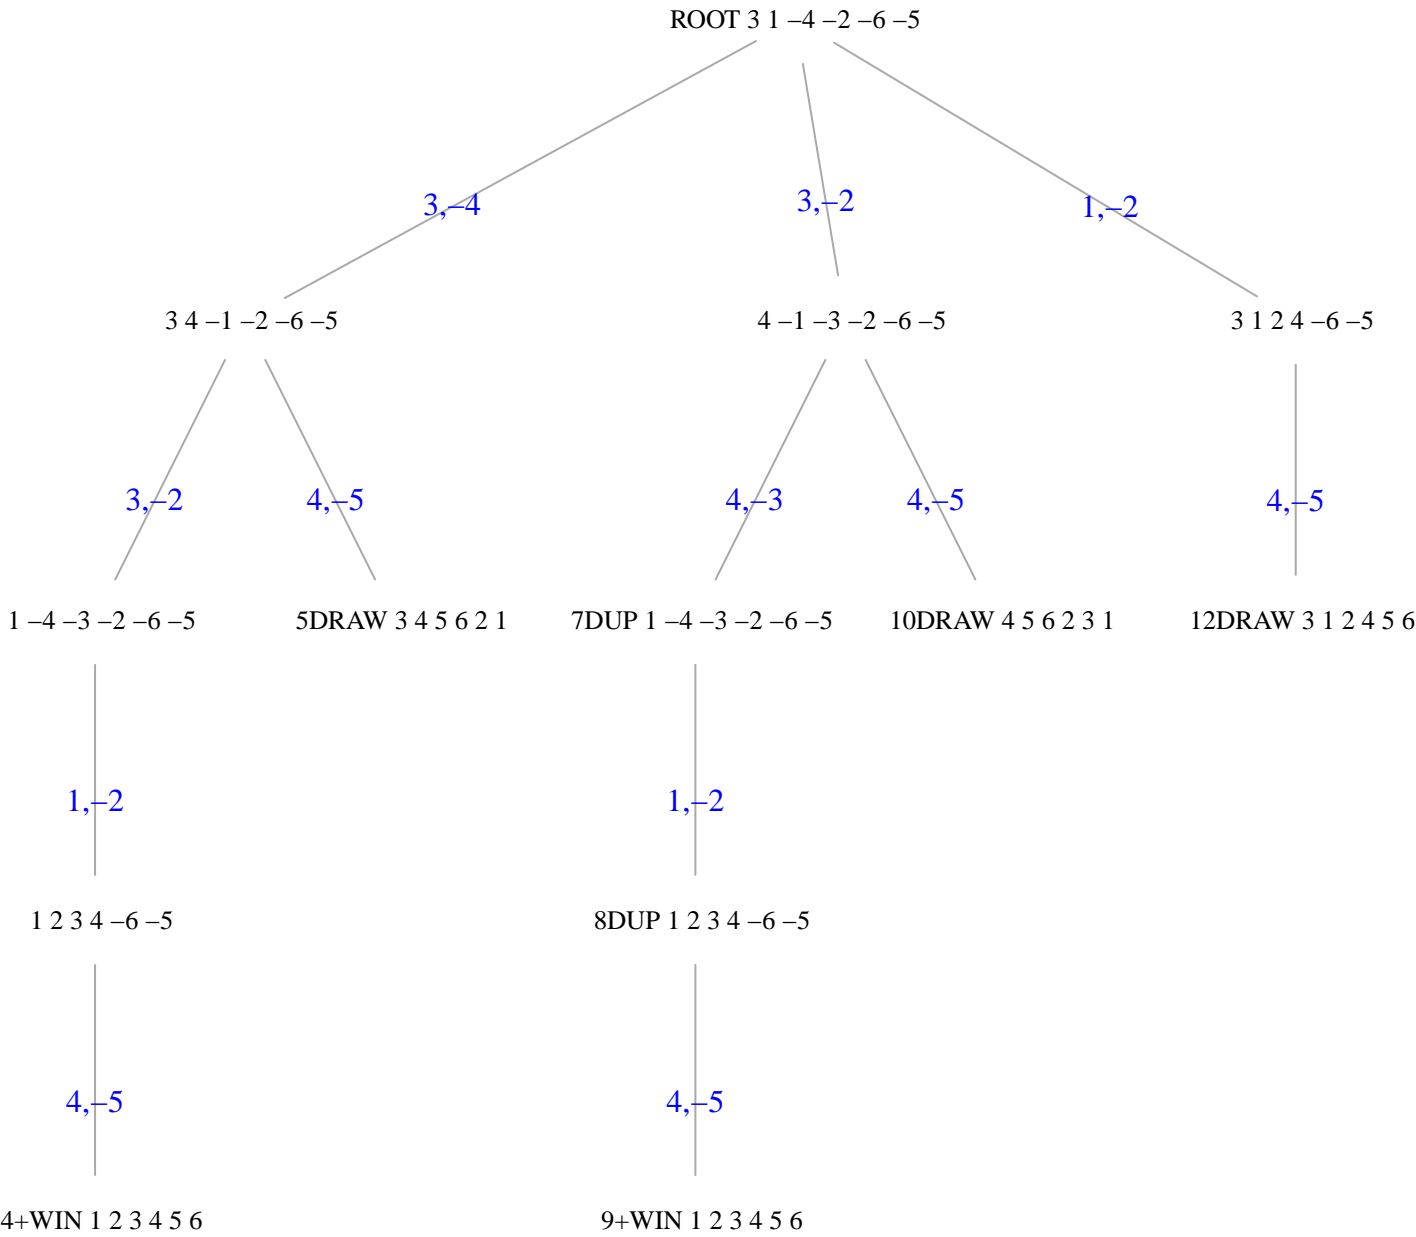 ROOT 3 1 –4 –2 –6 –5
3,–4
3,–2
1,–2
3 4 –1 –2 –6 –5
4 –1 –3 –2 –6 –5
3 1 2 4 –6 –5
3,–2
4,–5
4,–3
4,–5
4,–5
1 –4 –3 –2 –6 –5
5DRAW 3 4 5 6 2 1
7DUP 1 –4 –3 –2 –6 –5
10DRAW 4 5 6 2 3 1
12DRAW 3 1 2 4 5 6
1,–2
1,–2
1 2 3 4 –6 –5
8DUP 1 2 3 4 –6 –5
4,–5
4,–5
4+WIN 1 2 3 4 5 6
9+WIN 1 2 3 4 5 6